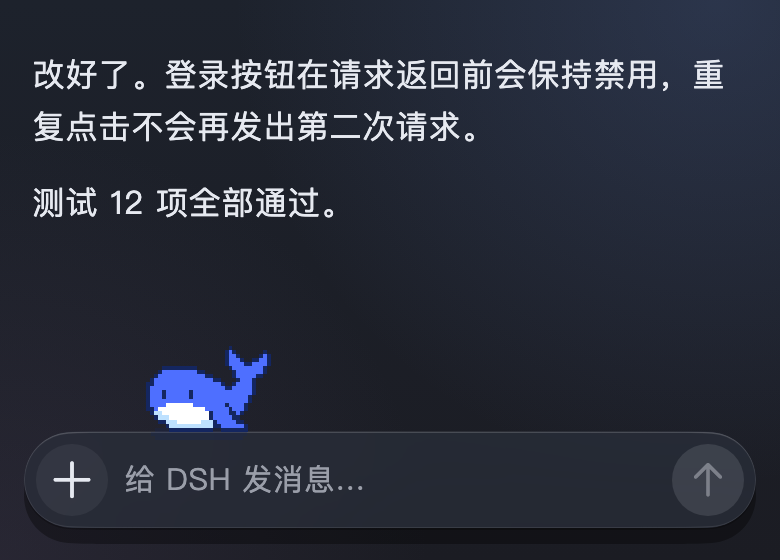 改好了。登录按钮在请求返回前会保持禁用，重
复点击不会再发出第二次请求。
测试 12 项全部通过。
给 DSH 发消息...